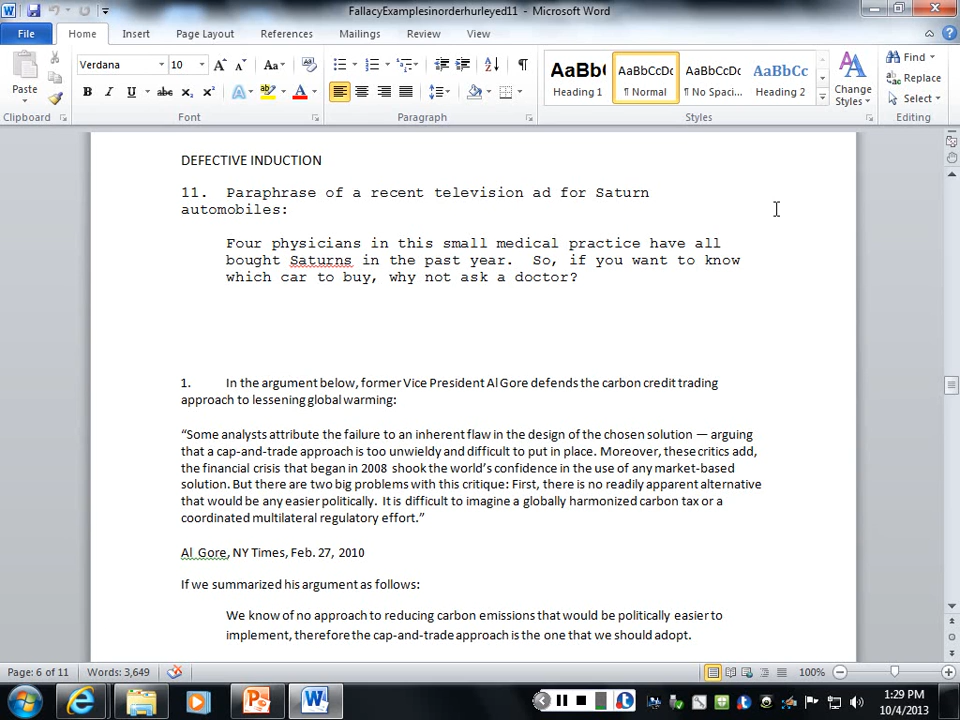 FallacyExamplesinorderhurleyed11 - Microsoft Word
File Home Insert Page Layout References Mailings Review View
Verdana 10 Aa
AaBb( AaBbCcDc AaBbCcDc AaBbCc
Paste Heading 1 ¶ Normal ¶ No Spaci... Heading 2 Change Styles
Find
Replace
Select
Clipboard Font Paragraph Styles Editing
DEFECTIVE INDUCTION
11. Paraphrase of a recent television ad for Saturn
automobiles:
Four physicians in this small medical practice have all
bought Saturns in the past year. So, if you want to know
which car to buy, why not ask a doctor?
1. In the argument below, former Vice President Al Gore defends the carbon credit trading
approach to lessening global warming:
“Some analysts attribute the failure to an inherent flaw in the design of the chosen solution — arguing
that a cap-and-trade approach is too unwieldy and difficult to put in place. Moreover, these critics add,
the financial crisis that began in 2008 shook the world’s confidence in the use of any market-based
solution. But there are two big problems with this critique: First, there is no readily apparent alternative
that would be any easier politically. It is difficult to imagine a globally harmonized carbon tax or a
coordinated multilateral regulatory effort.”
Al Gore, NY Times, Feb. 27, 2010
If we summarized his argument as follows:
We know of no approach to reducing carbon emissions that would be politically easier to
implement, therefore the cap-and-trade approach is the one that we should adopt.
Page: 6 of 11 Words: 3,649 100%
1:29 PM
10/4/2013